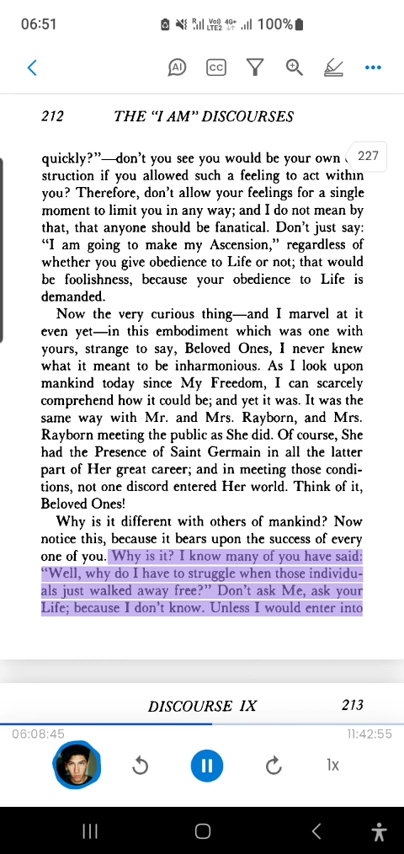 06:51
R VoI) 4G+ LTE2 100%
AI CC
212 THE “I AM” DISCOURSES
227
quickly?”—don’t you see you would be your own
struction if you allowed such a feeling to act within
you? Therefore, don’t allow your feelings for a single
moment to limit you in any way; and I do not mean by
that, that anyone should be fanatical. Don’t just say:
“I am going to make my Ascension,” regardless of
whether you give obedience to Life or not; that would
be foolishness, because your obedience to Life is
demanded.
Now the very curious thing—and I marvel at it
even yet—in this embodiment which was one with
yours, strange to say, Beloved Ones, I never knew
what it meant to be inharmonious. As I look upon
mankind today since My Freedom, I can scarcely
comprehend how it could be; and yet it was. It was the
same way with Mr. and Mrs. Rayborn, and Mrs.
Rayborn meeting the public as She did. Of course, She
had the Presence of Saint Germain in all the latter
part of Her great career; and in meeting those condi-
tions, not one discord entered Her world. Think of it,
Beloved Ones!
Why is it different with others of mankind? Now
notice this, because it bears upon the success of every
one of you. Why is it? I know many of you have said:
“Well, why do I have to struggle when those individu-
als just walked away free?” Don’t ask Me, ask your
Life; because I don’t know. Unless I would enter into
DISCOURSE IX 213
06:08:45 11:42:55
1x